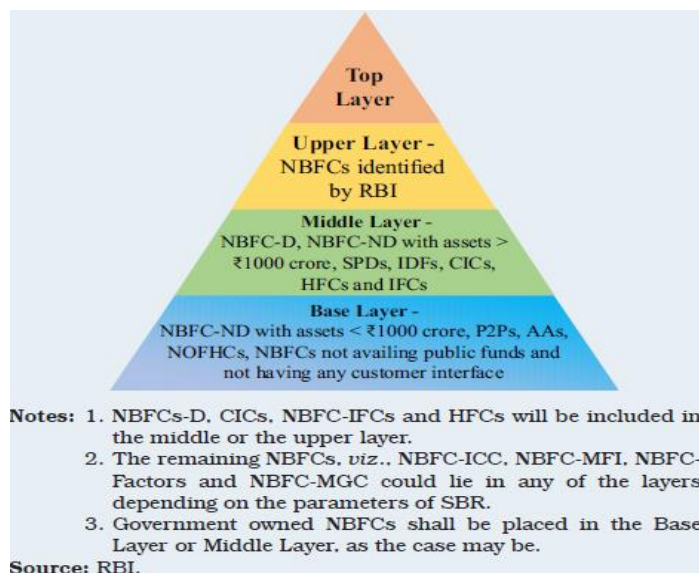 Top
Layer
Upper Layer -
NBFCs identified
by RBI
Middle Layer -
NBFC-D, NBFC-ND with assets >
₹1000 crore, SPDs, IDFs, CICs,
HFCs and IFCs
Base Layer -
NBFC-ND with assets < ₹1000 crore, P2Ps, AAs,
NOFHCs, NBFCs not availing public funds and
not having any customer interface
Notes: 1. NBFCs-D, CICs, NBFC-IFCs and HFCs will be included in
the middle or the upper layer.
2. The remaining NBFCs, viz., NBFC-ICC, NBFC-MFI, NBFC-
Factors and NBFC-MGC could lie in any of the layers
depending on the parameters of SBR.
3. Government owned NBFCs shall be placed in the Base
Layer or Middle Layer, as the case may be.
Source: RBI.